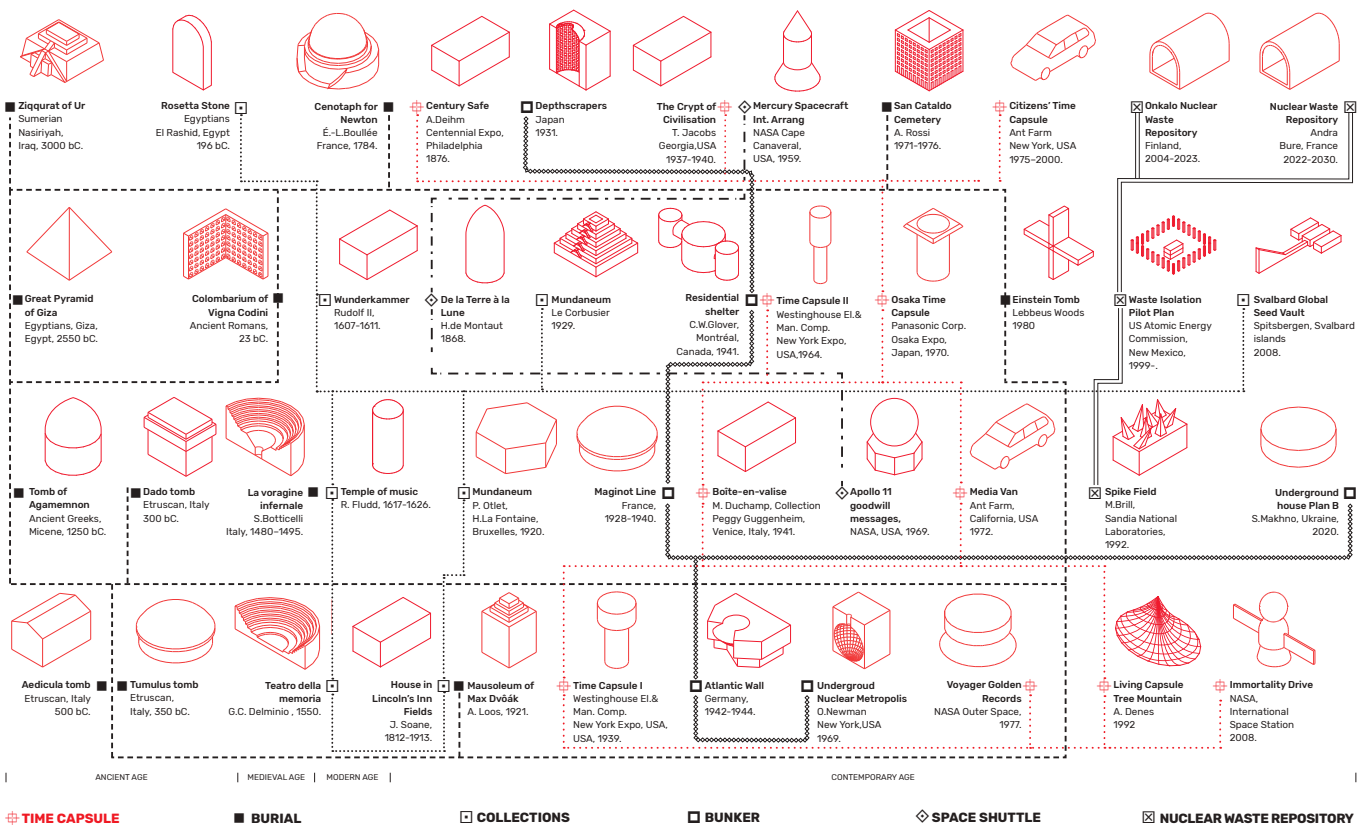 Ziqqurat of Ur
Sumerian
Nasiriyah,
Iraq, 3000 bC.
Rosetta Stone
Egyptians
El Rashid, Egypt
196 bC.
Cenotaph for
Newton
É.-L.Boullée
France, 1784.
Century Safe
A.Deihm
Centennial Expo,
Philadelphia
1876.
Depthscrapers
Japan
1931.
The Crypt of
Civilisation
T. Jacobs
Georgia,USA
1937-1940.
Mercury Spacecraft
Int. Arrang
NASA Cape
Canaveral,
USA, 1959.
San Cataldo
Cemetery
A. Rossi
1971-1976.
Citizens' Time
Capsule
Ant Farm
New York, USA
1975–2000.
Onkalo Nuclear
Waste
Repository
Finland,
2004-2023.
Nuclear Waste
Repository
Andra
Bure, France
2022-2030.
Great Pyramid
of Giza
Egyptians, Giza,
Egypt, 2550 bC.
Colombarium of
Vigna Codini
Ancient Romans,
23 bC.
Wunderkammer
Rudolf II,
1607-1611.
De la Terre à la
Lune
H.de Montaut
1868.
Mundaneum
Le Corbusier
1929.
Residential
shelter
C.W.Glover,
Montréal,
Canada, 1941.
Time Capsule II
Westinghouse El.&
Man. Comp.
New York Expo,
USA,1964.
Osaka Time
Capsule
Panasonic Corp.
Osaka Expo,
Japan, 1970.
Einstein Tomb
Lebbeus Woods
1980
Waste Isolation
Pilot Plan
US Atomic Energy
Commission,
New Mexico,
1999-.
Svalbard Global
Seed Vault
Spitsbergen, Svalbard
islands
2008.
Tomb of
Agamemnon
Ancient Greeks,
Micene, 1250 bC.
Dado tomb
Etruscan, Italy
300 bC.
La voragine
infernale
S.Botticelli
Italy, 1480–1495.
Temple of music
R. Fludd, 1617-1626.
Mundaneum
P. Otlet,
H.La Fontaine,
Bruxelles, 1920.
Maginot Line
France,
1928-1940.
Boîte-en-valise
M. Duchamp, Collection
Peggy Guggenheim,
Venice, Italy, 1941.
Apollo 11
goodwill
messages,
NASA, USA, 1969.
Media Van
Ant Farm,
California, USA
1972.
Spike Field
M.Brill,
Sandia National
Laboratories,
1992.
Underground
house Plan B
S.Makhno, Ukraine,
2020.
Aedicula tomb
Etruscan, Italy
500 bC.
Tumulus tomb
Etruscan,
Italy, 350 bC.
Teatro della
memoria
G.C. Delminio , 1550.
House in
Lincoln's Inn
Fields
J. Soane,
1812-1913.
Mausoleum of
Max Dvôák
A. Loos, 1921.
Time Capsule I
Westinghouse El.&
Man. Comp.
New York Expo, USA,
USA, 1939.
Atlantic Wall
Germany,
1942-1944.
Undergroud
Nuclear Metropolis
O.Newman
New York,USA
1969.
Voyager Golden
Records
NASA Outer Space,
1977.
Living Capsule
Tree Mountain
A. Denes
1992
Immortality Drive
NASA,
International
Space Station
2008.
ANCIENT AGE
MEDIEVAL AGE
MODERN AGE
CONTEMPORARY AGE
TIME CAPSULE
BURIAL
COLLECTIONS
BUNKER
SPACE SHUTTLE
NUCLEAR WASTE REPOSITORY